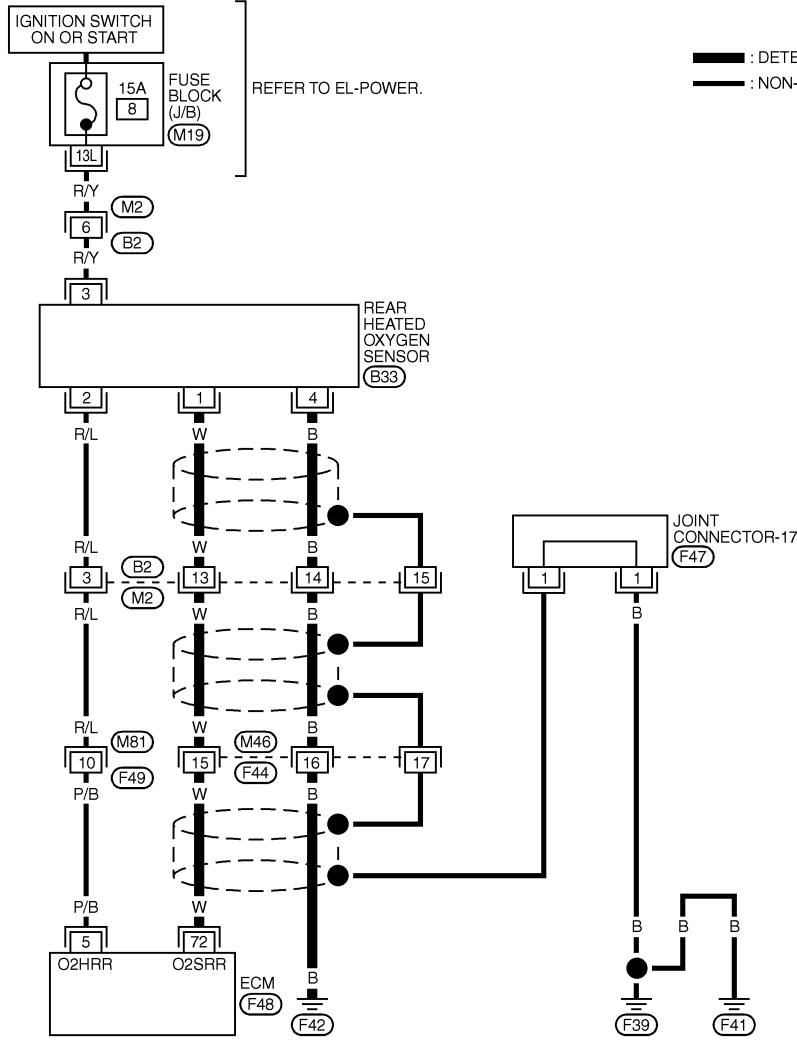 IGNITION SWITCH
ON OR START
REFER TO EL-POWER.
: DETE
: NON-
15A
8
FUSE
BLOCK
(J/B)
M19
13L
R/Y
M2
6
B2
R/Y
3
REAR
HEATED
OXYGEN
SENSOR
B33
2 1 4
R/L W B
R/L W B
JOINT
CONNECTOR-17
F47
3 B2 13 14 15
M2
1 1
R/L W B
B
R/L W B
M81 M46
10 15 16 17
F49 F44
P/B W B
P/B W
5 72
O2HRR O2SRR
ECM
F48
B
F42
B B B
F39 F41